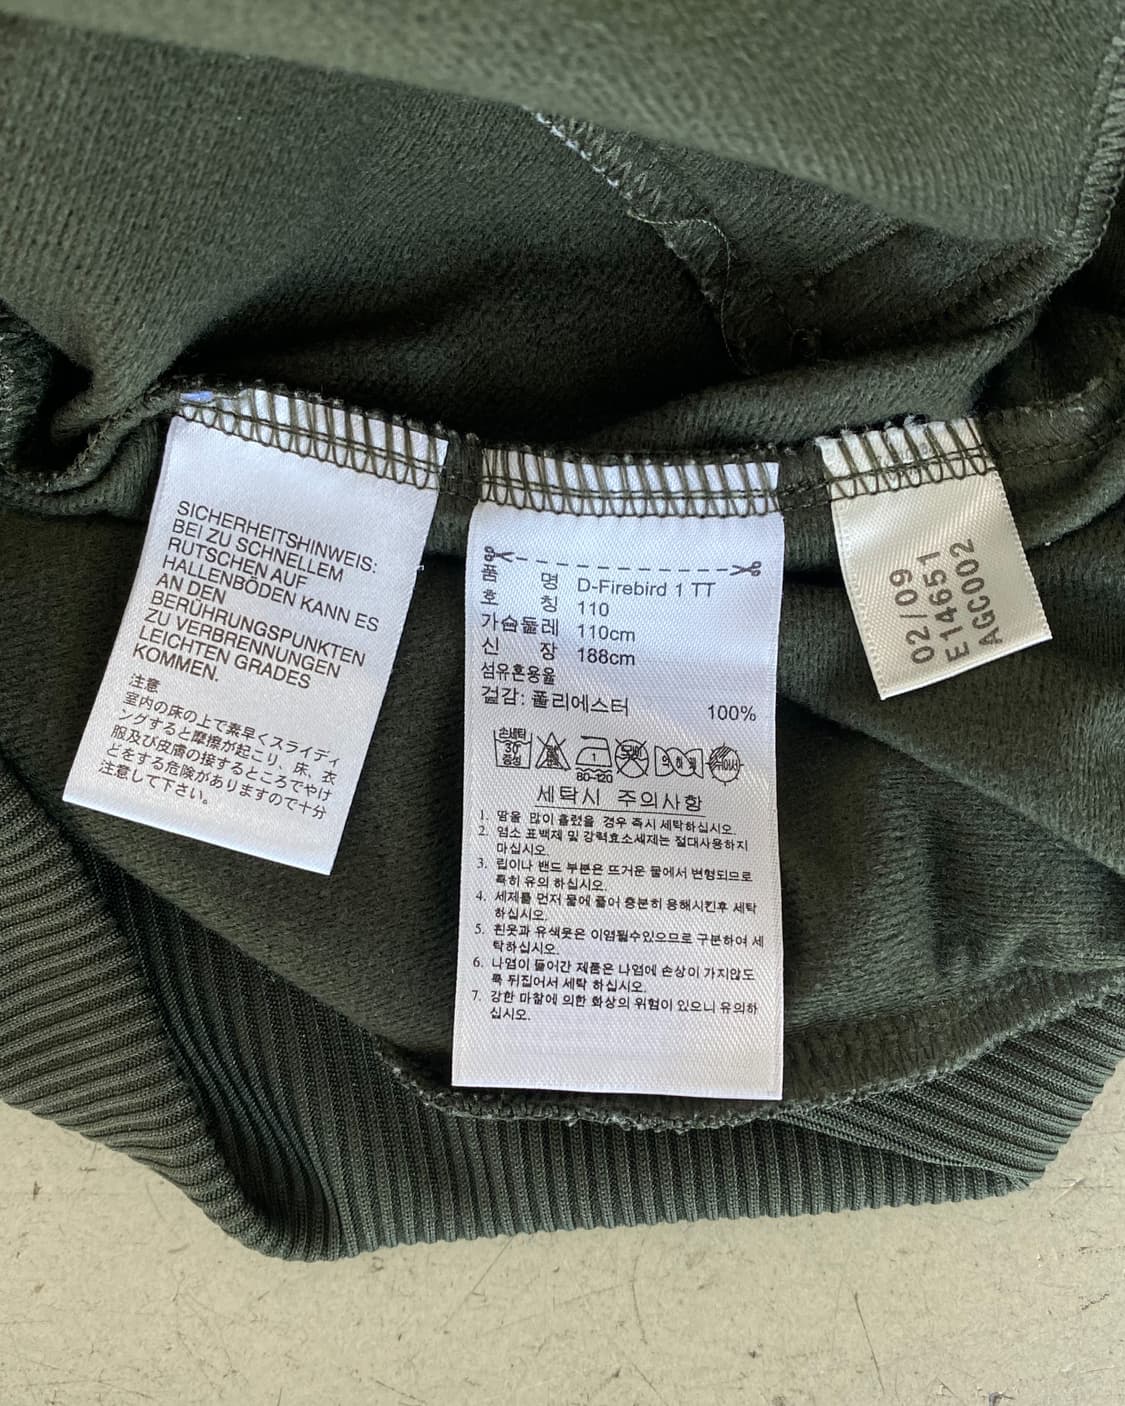 SICHERHEITSHINWEIS:
BEI ZU SCHNELLEM
RUTSCHEN AUF
HALLENBÖDEN KANN ES
AN DEN
BERÜHRUNGSPUNKTEN
ZU VERBRENNUNGEN
LEICHTEN GRADES
KOMMEN.
注意
室内の床の上で素早くスライディ
ングすると摩擦が起こり、床、衣
服及び皮膚の接するところでやけ
どをする危険がありますので十分
注意して下さい。
품 명 D-Firebird 1 TT
호 칭 110
가슴둘레 110cm
신 장 188cm
섬유혼용율
겉감: 폴리에스터 100%
손세탁
30°
중성
1
80-120
세탁시 주의사항
1. 땀을 많이 흘렸을 경우 즉시 세탁하십시오.
2. 염소 표백제 및 강력효소세제는 절대사용하지
마십시오.
3. 립이나 밴드 부분은 뜨거운 물에서 변형되므로
특히 유의 하십시오.
4. 세제를 먼저 물에 풀어 충분히 용해시킨후 세탁
하십시오.
5. 흰옷과 유색옷은 이염될수있으므로 구분하여 세
탁하십시오.
6. 나염이 들어간 제품은 나염에 손상이 가지않도
록 뒤집어서 세탁 하십시오.
7. 강한 마찰에 의한 화상의 위험이 있으니 유의하
십시오.
02/09
E14651
AGC002